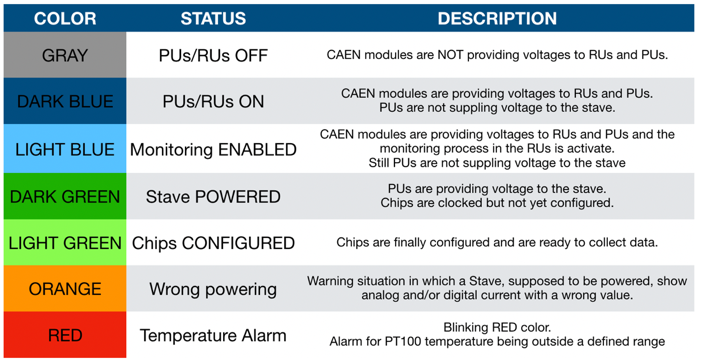 COLOR STATUS DESCRIPTION
GRAY PUs/RUs OFF CAEN modules are NOT providing voltages to RUs and PUs.
DARK BLUE PUs/RUs ON CAEN modules are providing voltages to RUs and PUs.
PUs are not suppling voltage to the stave.
LIGHT BLUE Monitoring ENABLED CAEN modules are providing voltages to RUs and PUs and the
monitoring process in the RUs is activate.
Still PUs are not suppling voltage to the stave
DARK GREEN Stave POWERED PUs are providing voltage to the stave.
Chips are clocked but not yet configured.
LIGHT GREEN Chips CONFIGURED Chips are finally configured and are ready to collect data.
ORANGE Wrong powering Warning situation in which a Stave, supposed to be powered, show
analog and/or digital current with a wrong value.
RED Temperature Alarm Blinking RED color.
Alarm for PT100 temperature being outside a defined range